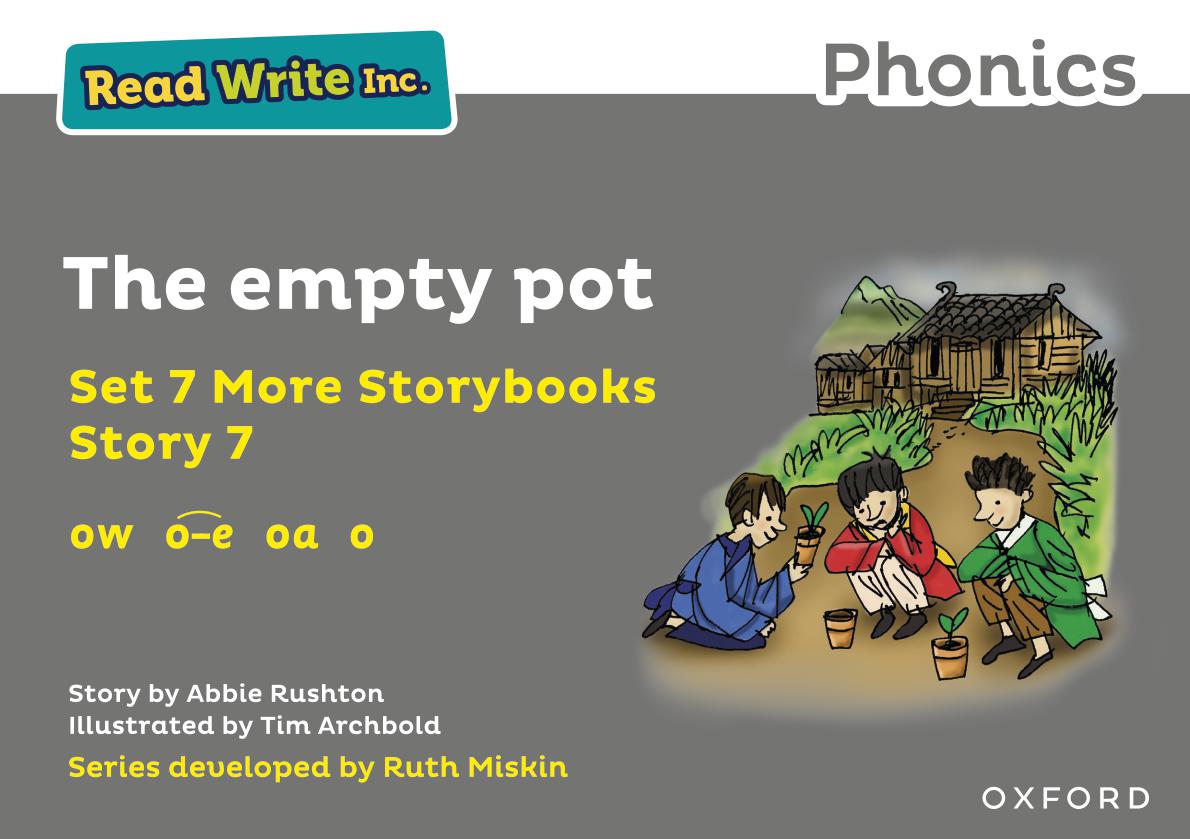 Read Write Inc.
Phonics
The empty pot
Set 7 More Storybooks
Story 7
ow o-e oa o
Story by Abbie Rushton
Illustrated by Tim Archbold
Series developed by Ruth Miskin
OXFORD